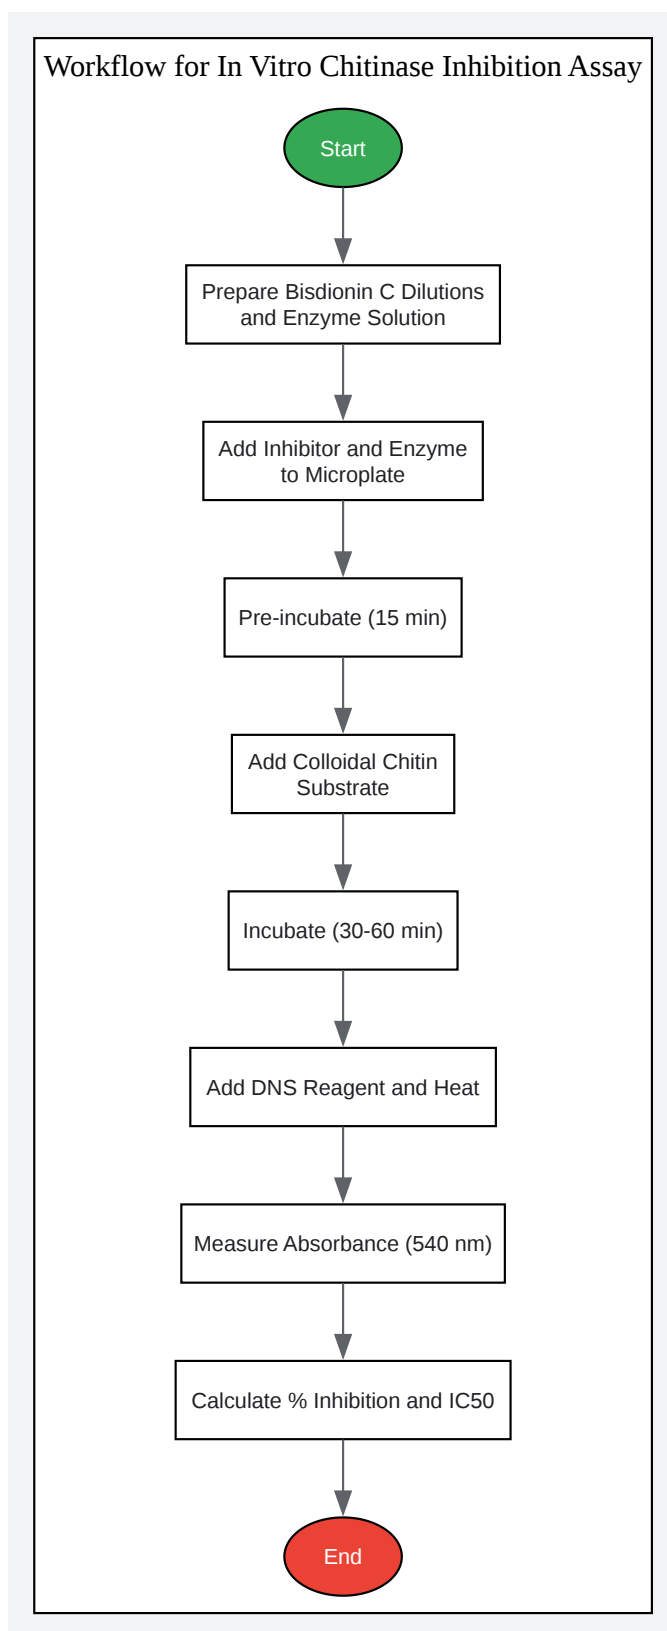 Workflow for In Vitro Chitinase Inhibition Assay
Start
Prepare Bisdionin C Dilutions
and Enzyme Solution
Add Inhibitor and Enzyme
to Microplate
Pre-incubate (15 min)
Add Colloidal Chitin
Substrate
Incubate (30-60 min)
Add DNS Reagent and Heat
Measure Absorbance (540 nm)
Calculate % Inhibition and IC50
End